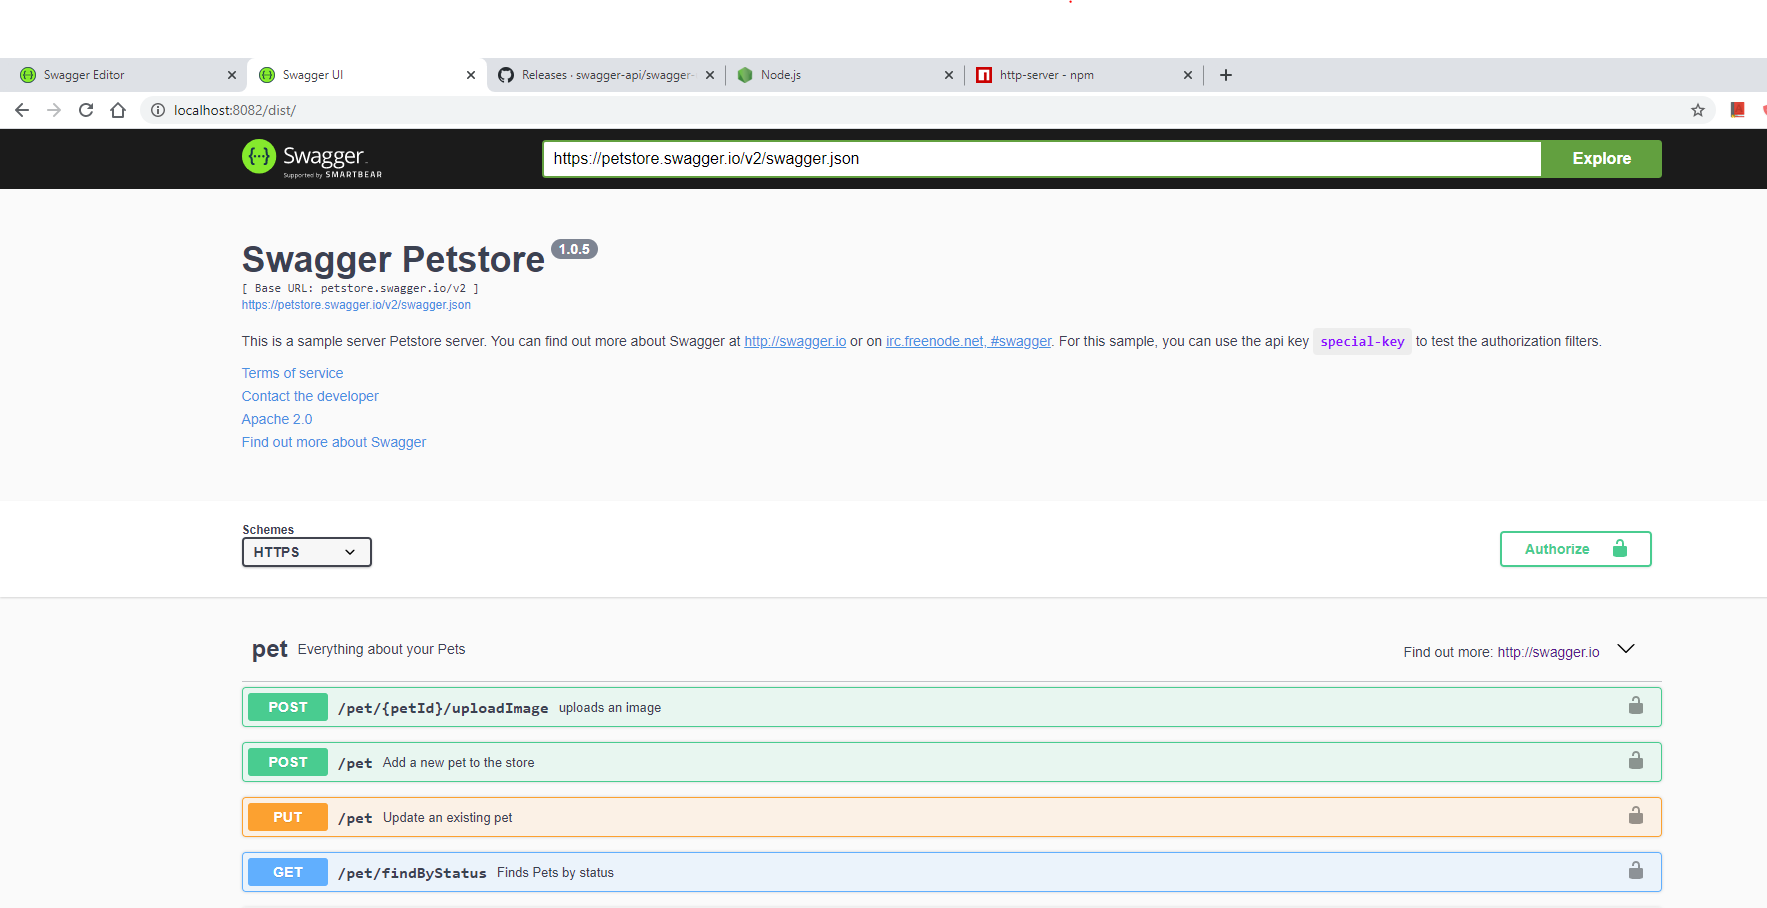 Swagger Editor
Swagger UI
Releases · swagger-api/swagger-
Node.js
http-server - npm
localhost:8082/dist/
Swagger
Supported by SMARTBEAR
https://petstore.swagger.io/v2/swagger.json
Explore
Swagger Petstore 1.0.5
[ Base URL: petstore.swagger.io/v2 ]
https://petstore.swagger.io/v2/swagger.json
This is a sample server Petstore server. You can find out more about Swagger at http://swagger.io or on irc.freenode.net, #swagger. For this sample, you can use the api key special-key to test the authorization filters.
Terms of service
Contact the developer
Apache 2.0
Find out more about Swagger
Schemes
HTTPS
Authorize
pet Everything about your Pets
Find out more: http://swagger.io
POST /pet/{petId}/uploadImage uploads an image
POST /pet Add a new pet to the store
PUT /pet Update an existing pet
GET /pet/findByStatus Finds Pets by status